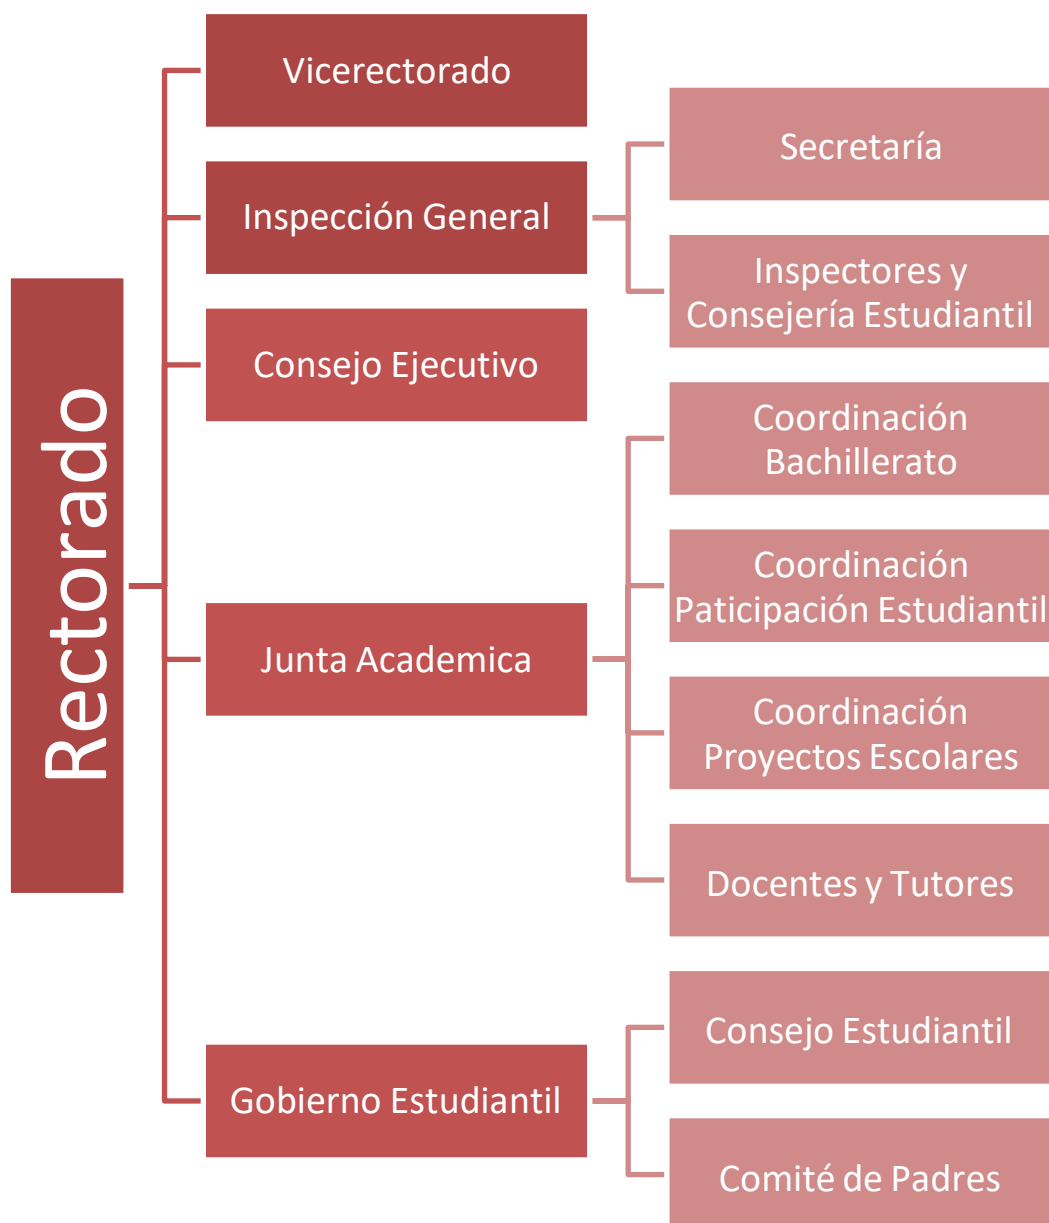 Rectorado
Vicerectorado
Inspección General
Secretaría
Inspectores y
Consejería Estudiantil
Consejo Ejecutivo
Junta Academica
Coordinación
Bachillerato
Coordinación
Paticipación Estudiantil
Coordinación
Proyectos Escolares
Docentes y Tutores
Gobierno Estudiantil
Consejo Estudiantil
Comité de Padres